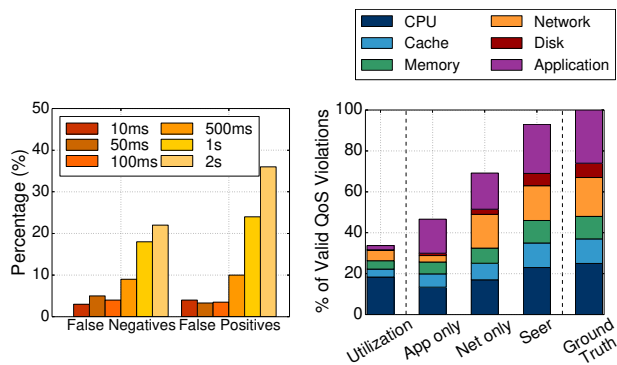 CPU
Network
Cache
Disk
Memory
Application
50
40
30
20
10
0
Percentage (%)
10ms
500ms
50ms
1s
100ms
2s
False Negatives
False Positives
100
80
60
40
20
0
% of Valid QoS Violations
Utilization
App only
Net only
Seer
Ground
Truth